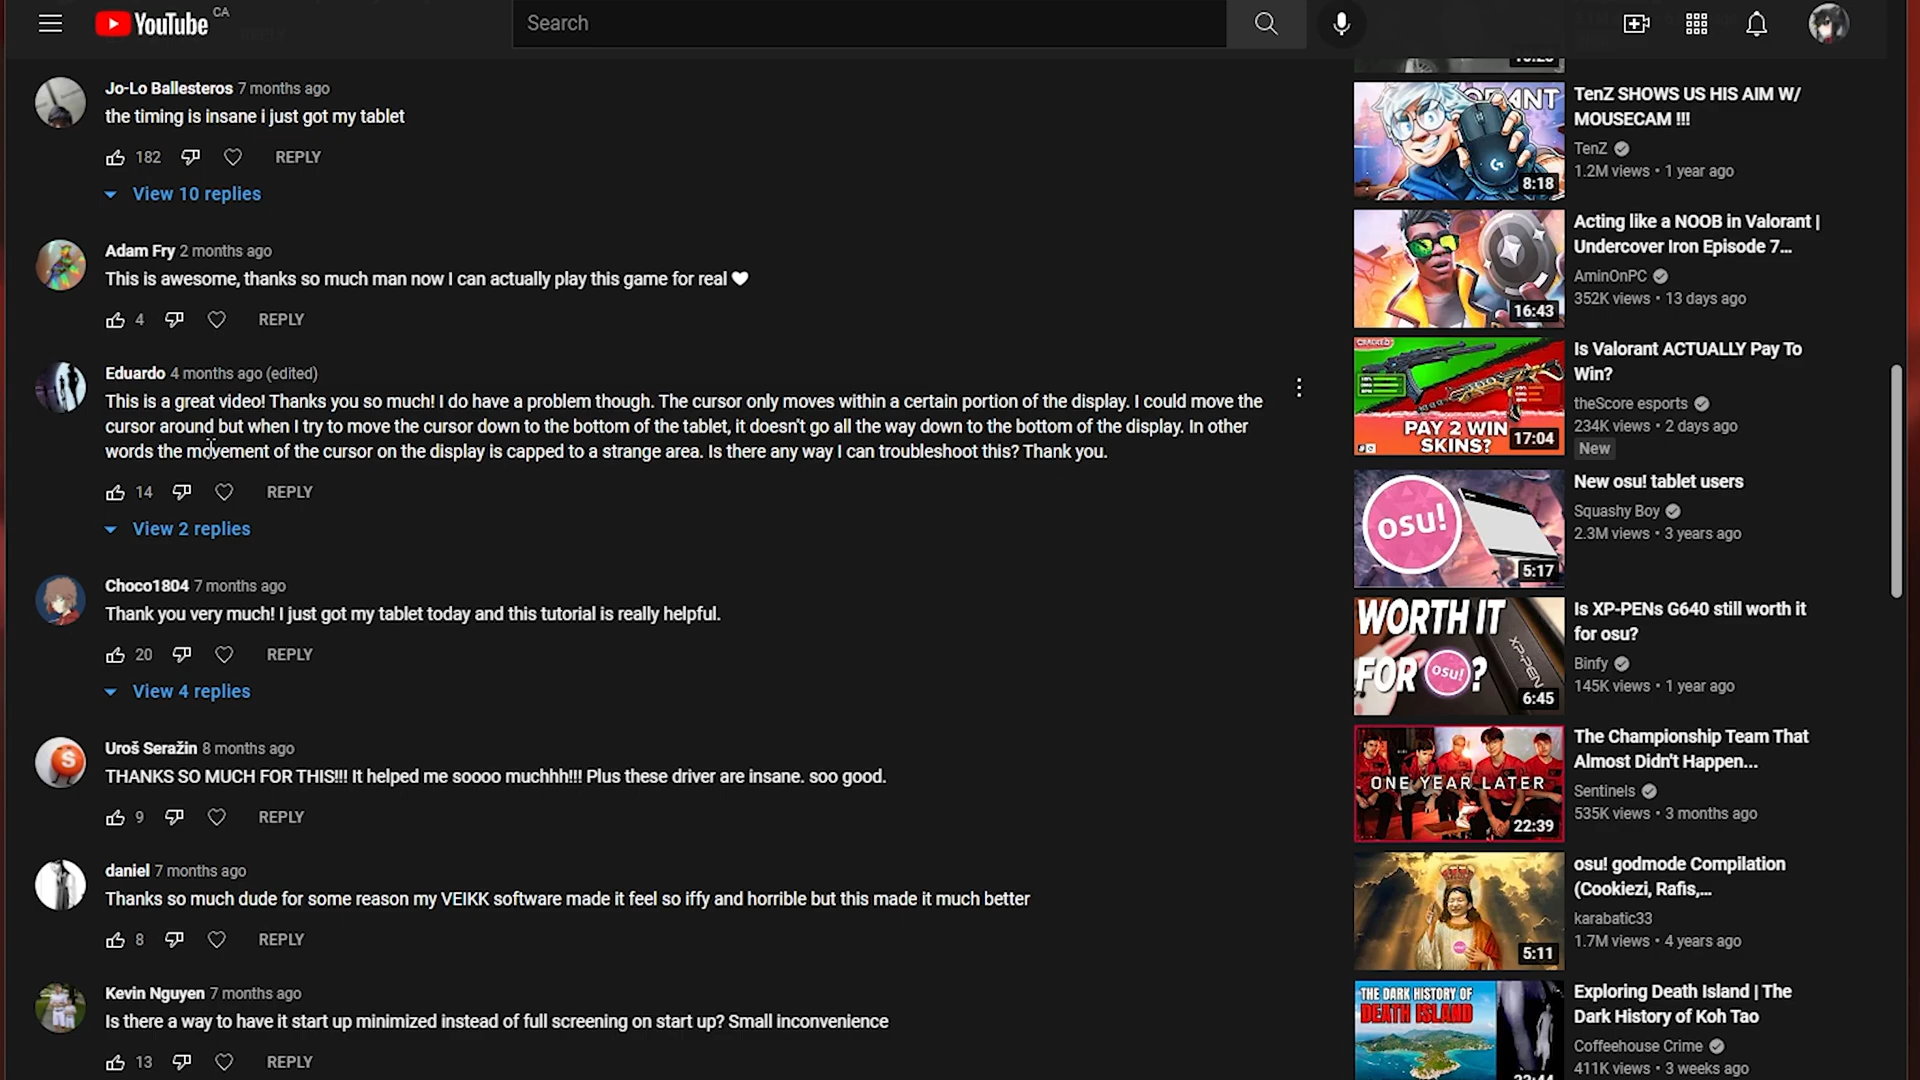 YouTube CA
Search
Jo-Lo Ballesteros 7 months ago
the timing is insane i just got my tablet
182 REPLY
View 10 replies
Adam Fry 2 months ago
This is awesome, thanks so much man now I can actually play this game for real 🖤
4 REPLY
Eduardo 4 months ago (edited)
This is a great video! Thanks you so much! I do have a problem though. The cursor only moves within a certain portion of the display. I could move the
cursor around but when I try to move the cursor down to the bottom of the tablet, it doesn't go all the way down to the bottom of the display. In other
words the movement of the cursor on the display is capped to a strange area. Is there any way I can troubleshoot this? Thank you.
14 REPLY
View 2 replies
Choco1804 7 months ago
Thank you very much! I just got my tablet today and this tutorial is really helpful.
20 REPLY
View 4 replies
Uroš Seražin 8 months ago
THANKS SO MUCH FOR THIS!!! It helped me soooo muchhh!!! Plus these driver are insane. soo good.
9 REPLY
daniel 7 months ago
Thanks so much dude for some reason my VEIKK software made it feel so iffy and horrible but this made it much better
8 REPLY
Kevin Nguyen 7 months ago
Is there a way to have it start up minimized instead of full screening on start up? Small inconvenience
13 REPLY
TenZ SHOWS US HIS AIM W/
MOUSECAM !!!
TenZ
1.2M views • 1 year ago
8:18
Acting like a NOOB in Valorant |
Undercover Iron Episode 7...
AminOnPC
352K views • 13 days ago
16:43
Is Valorant ACTUALLY Pay To
Win?
theScore esports
234K views • 2 days ago
New
CRACKED
PAY 2 WIN
SKINS?
17:04
New osu! tablet users
Squashy Boy
2.3M views • 3 years ago
osu!
5:17
Is XP-PENs G640 still worth it
for osu?
Binfy
145K views • 1 year ago
WORTH IT
FOR osu! ?
XP-PEN
6:45
The Championship Team That
Almost Didn't Happen...
Sentinels
535K views • 3 months ago
ONE YEAR LATER
22:39
osu! godmode Compilation
(Cookiezi, Rafis,...
karabatic33
1.7M views • 4 years ago
5:11
Exploring Death Island | The
Dark History of Koh Tao
Coffeehouse Crime
411K views • 3 weeks ago
THE DARK HISTORY OF
DEATH ISLAND